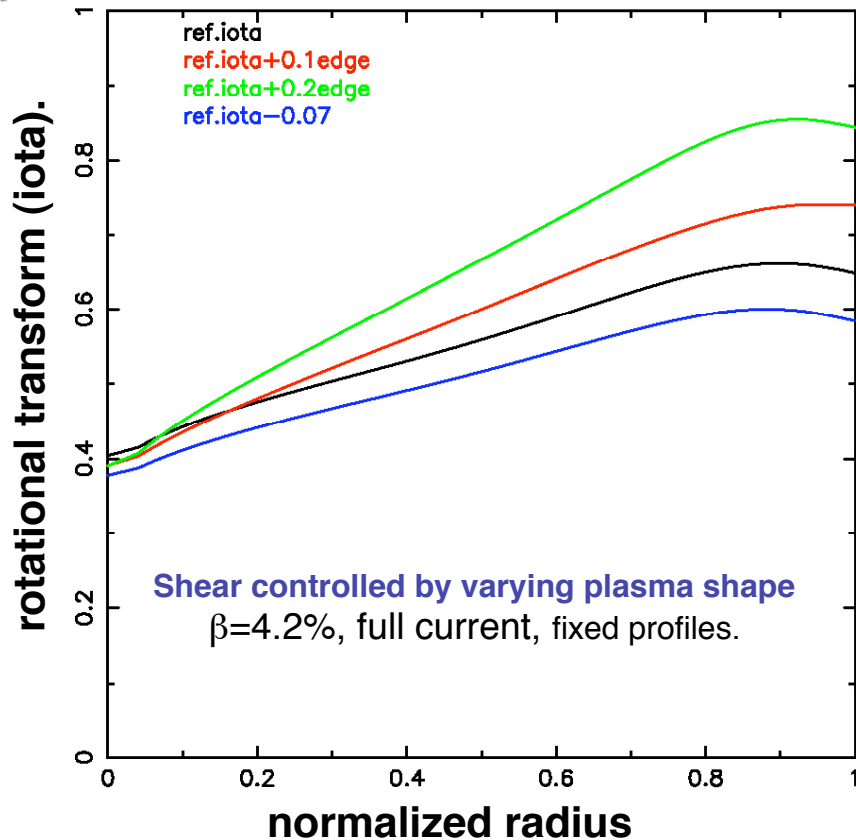 1
ref.iota
ref.iota+0.1edge
ref.iota+0.2edge
ref.iota−0.07
0.8
0.6
0.4
0.2
0
rotational transform (iota).
Shear controlled by varying plasma shape
β=4.2%, full current, fixed profiles.
0 0.2 0.4 0.6 0.8 1
normalized radius